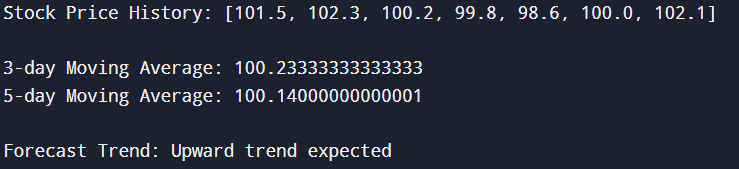 Stock Price History: [101.5, 102.3, 100.2, 99.8, 98.6, 100.0, 102.1]
3-day Moving Average: 100.23333333333333
5-day Moving Average: 100.14000000000001
Forecast Trend: Upward trend expected